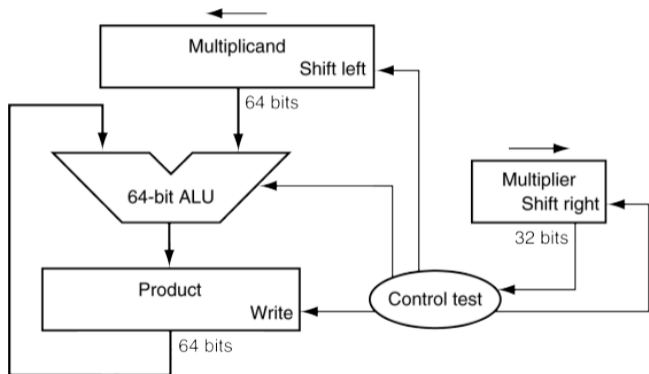 Multiplicand
Shift left
64 bits
64-bit ALU
Multiplier
Shift right
32 bits
Product
Write
Control test
64 bits